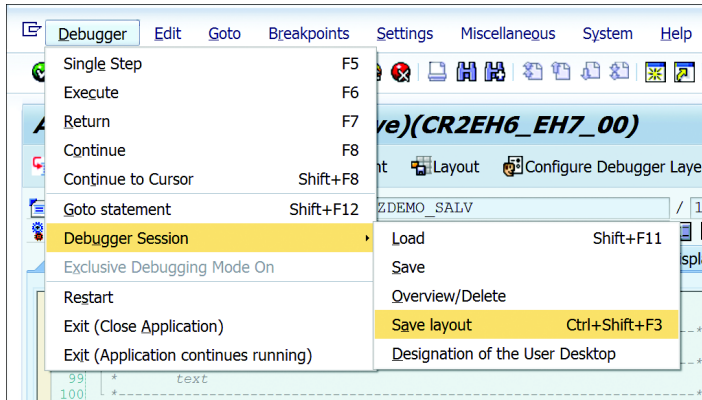 Debugger Edit Goto Breakpoints Settings Miscellaneous System Help
Single Step F5
Execute F6
Return F7
Continue F8
Continue to Cursor Shift+F8
Goto statement Shift+F12
Debugger Session
Exclusive Debugging Mode On
Restart
Exit (Close Application)
Exit (Application continues running)
)(CR2EH6_EH7_00)
Layout Configure Debugger Laye
ZDEMO_SALV / 1
Load Shift+F11
Save
Overview/Delete
Save layout Ctrl+Shift+F3
Designation of the User Desktop
99 * text
100 *----------------------------------------------------------------------*